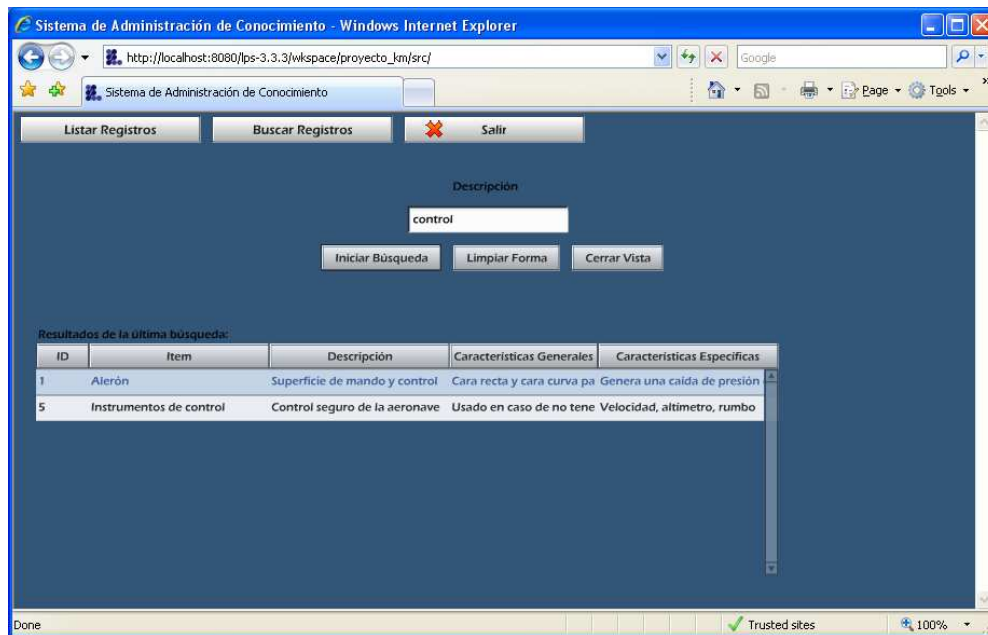 Sistema de Administración de Conocimiento - Windows Internet Explorer
http://localhost:8080/lps-3.3.3/wkspace/proyecto_km/src/
Google
Sistema de Administración de Conocimiento
Page
Tools
Listar Registros
Buscar Registros
Salir
Descripción
control
Iniciar Búsqueda
Limpiar Forma
Cerrar Vista
Resultados de la última búsqueda:
ID Item Descripción Características Generales Características Específicas
1 Alerón Superficie de mando y control Cara recta y cara curva pa Genera una caída de presión
5 Instrumentos de control Control seguro de la aeronave Usado en caso de no tene Velocidad, altímetro, rumbo
Done
Trusted sites
100%